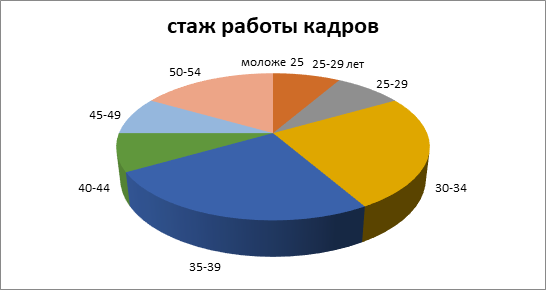 стаж работы кадров
моложе 25
25-29 лет
25-29
30-34
35-39
40-44
45-49
50-54